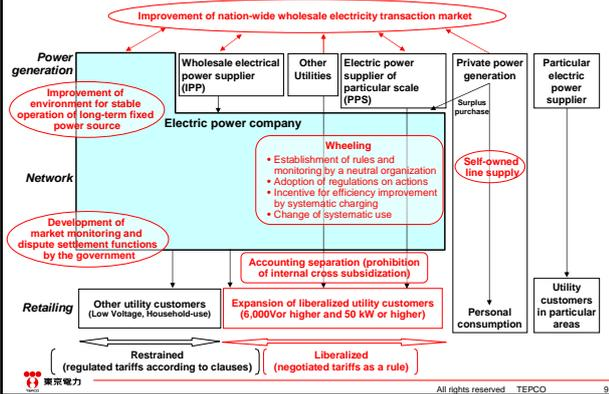 Improvement of nation-wide wholesale electricity transaction market
Power
generation
Wholesale electrical
power supplier
(IPP)
Other
Utilities
Electric power
supplier of
particular scale
(PPS)
Private power
generation
Particular
electric
power
supplier
Improvement of
environment for stable
operation of long-term fixed
power source
Surplus
purchase
Electric power company
Wheeling
• Establishment of rules and
monitoring by a neutral organization
• Adoption of regulations on actions
• Incentive for efficiency improvement
by systematic charging
• Change of systematic use
Network
Self-owned
line supply
Development of
market monitoring and
dispute settlement functions
by the government
Accounting separation (prohibition
of internal cross subsidization)
Retailing
Other utility customers
(Low Voltage, Household-use)
Expansion of liberalized utility customers
(6,000Vor higher and 50 kW or higher)
Personal
consumption
Utility
customers
in particular
areas
Restrained
(regulated tariffs according to clauses)
Liberalized
(negotiated tariffs as a rule)
東京電力
TEPCO
All rights reserved TEPCO
9